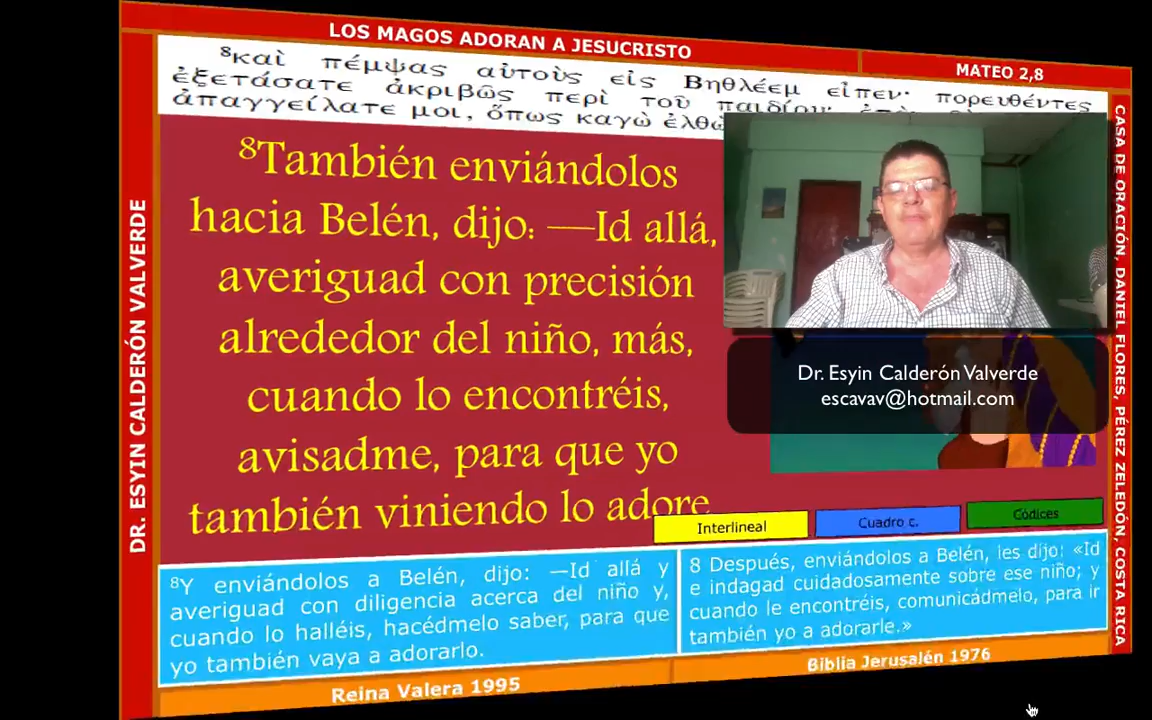 LOS MAGOS ADORAN A JESUCRISTO
MATEO 2,8
⁸καὶ πέμψας αὐτοὺς εἰς Βηθλέεμ εἶπεν· πορευθέντες
ἐξετάσατε ἀκριβῶς περὶ τοῦ παιδίου·
ἀπαγγείλατε μοι, ὅπως καγὼ ἐλθὼ
DR. ESYIN CALDERÓN VALVERDE
⁸También enviándolos
hacia Belén, dijo: —Id allá,
averiguad con precisión
alrededor del niño, más,
cuando lo encontréis,
avisadme, para que yo
también viniendo lo adore
Dr. Esyin Calderón Valverde
escavav@hotmail.com
CASA DE ORACIÓN, DANIEL FLORES, PÉREZ ZELEDÓN, COSTA RICA
Interlineal
Cuadro c.
Códices
⁸Y enviándolos a Belén, dijo: —Id allá y
averiguad con diligencia acerca del niño y,
cuando lo halléis, hacédmelo saber, para que
yo también vaya a adorarlo.
8 Después, enviándolos a Belén, les dijo: «Id
e indagad cuidadosamente sobre ese niño; y
cuando le encontréis, comunicádmelo, para ir
también yo a adorarle.»
Reina Valera 1995
Biblia Jerusalén 1976